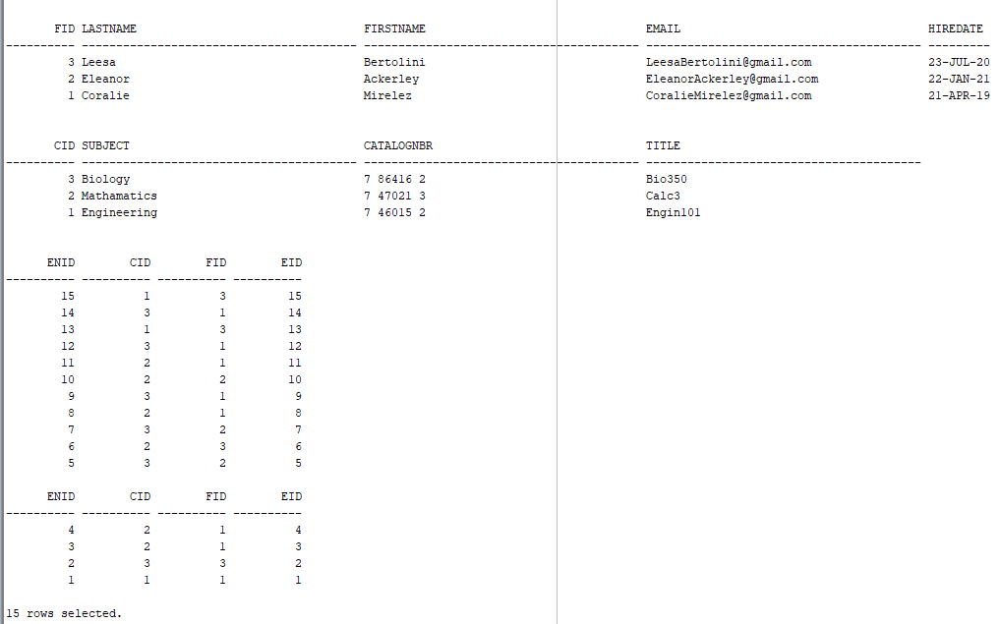 FID LASTNAME FIRSTNAME EMAIL HIREDATE
---------- ---------------------------------------- ---------------------------------------- ---------------------------------------- ---------
3 Leesa Bertolini LeesaBertolini@gmail.com 23-JUL-20
2 Eleanor Ackerley EleanorAckerley@gmail.com 22-JAN-21
1 Coralie Mirelez CoralieMirelez@gmail.com 21-APR-19
CID SUBJECT CATALOGNBR TITLE
---------- ---------------------------------------- ---------------------------------------- ----------------------------------------
3 Biology 7 86416 2 Bio350
2 Mathamatics 7 47021 3 Calc3
1 Engineering 7 46015 2 Engin101
ENID CID FID EID
---------- ---------- ---------- ----------
15 1 3 15
14 3 1 14
13 1 3 13
12 3 1 12
11 2 1 11
10 2 2 10
9 3 1 9
8 2 1 8
7 3 2 7
6 2 3 6
5 3 2 5
ENID CID FID EID
---------- ---------- ---------- ----------
4 2 1 4
3 2 1 3
2 3 3 2
1 1 1 1
15 rows selected.